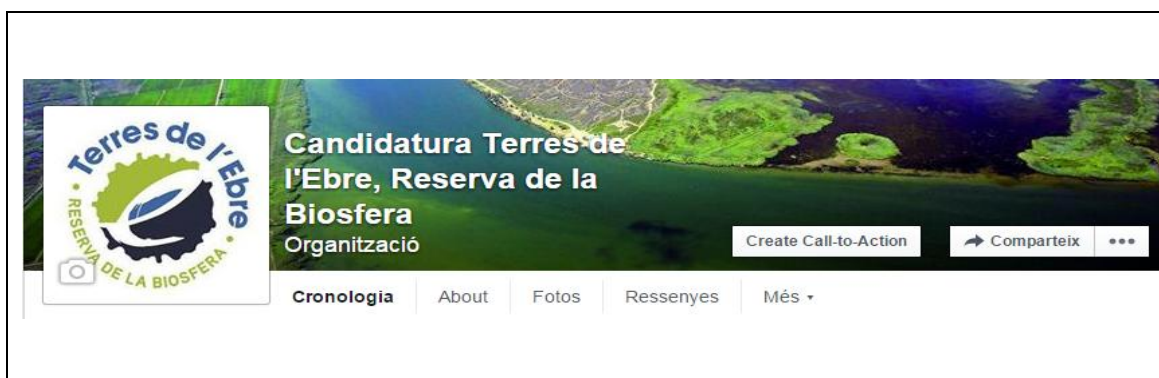 Terres de l'Ebre
RESERVA DE LA BIOSFERA
Candidatura Terres de
l'Ebre, Reserva de la
Biosfera
Organització
Create Call-to-Action
Comparteix
Cronologia
About
Fotos
Ressenyes
Més